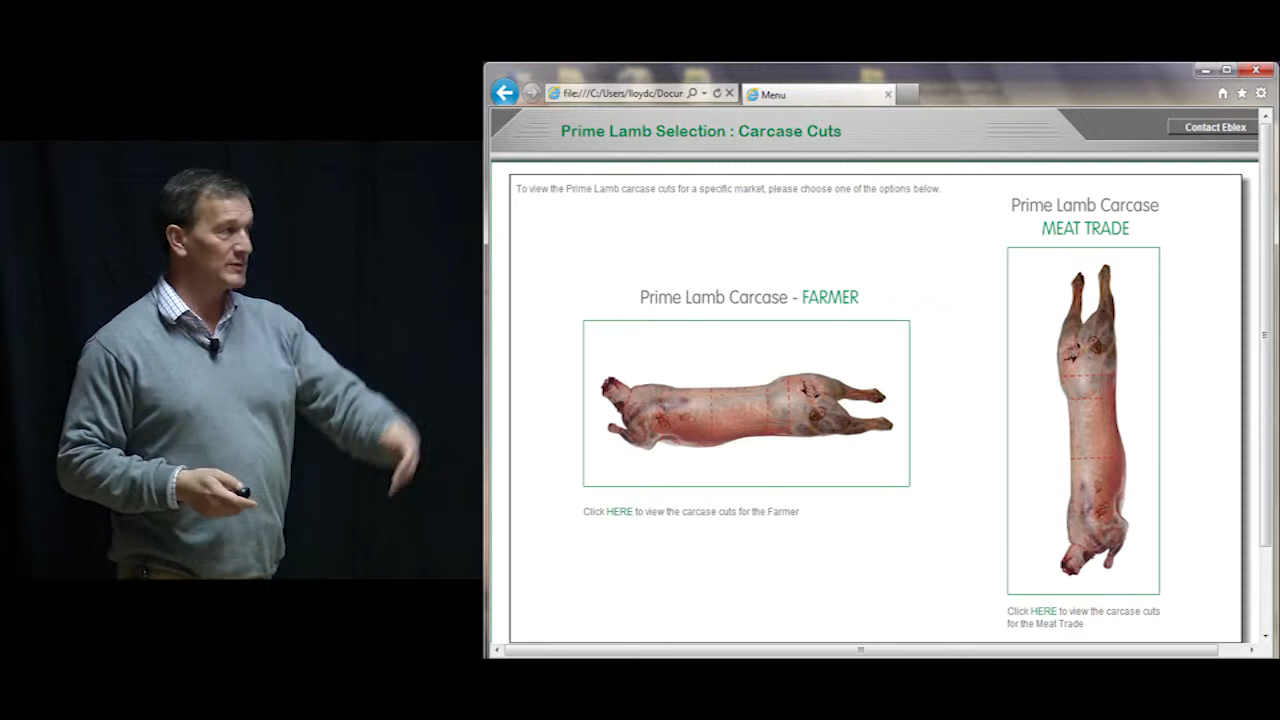 file:///C:/Users/lloydc/Docur
Menu
Prime Lamb Selection : Carcase Cuts
Contact Eblex
To view the Prime Lamb carcase cuts for a specific market, please choose one of the options below.
Prime Lamb Carcase
MEAT TRADE
Prime Lamb Carcase - FARMER
Click HERE to view the carcase cuts for the Farmer
Click HERE to view the carcase cuts
for the Meat Trade